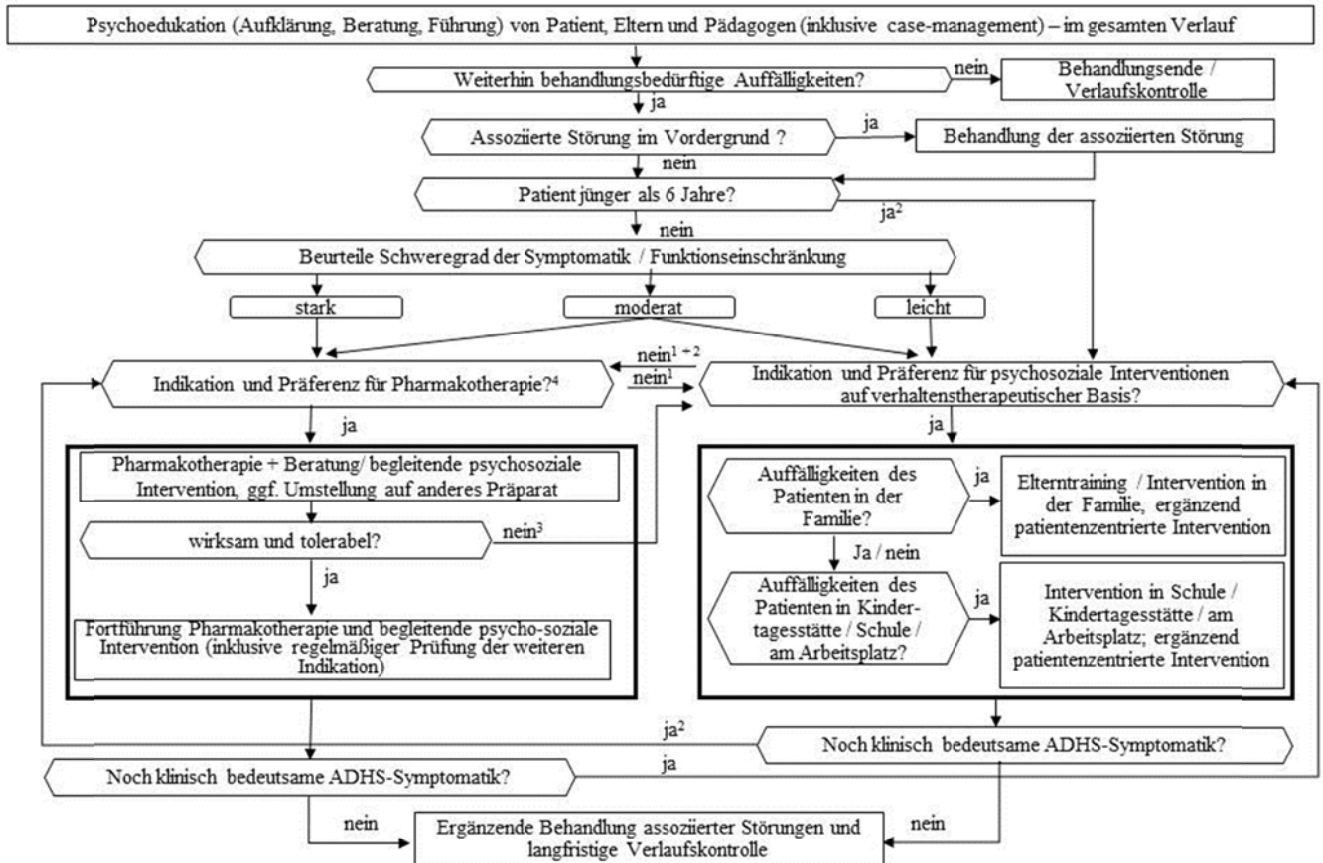 Psychoedukation (Aufklärung, Beratung, Führung) von Patient, Eltern und Pädagogen (inklusive case-management) – im gesamten Verlauf
Weiterhin behandlungsbedürftige Auffälligkeiten?
nein
Behandlungsende /
Verlaufskontrolle
ja
Assoziierte Störung im Vordergrund ?
ja
Behandlung der assoziierten Störung
nein
Patient jünger als 6 Jahre?
ja²
nein
Beurteile Schweregrad der Symptomatik / Funktionseinschränkung
stark
moderat
leicht
Indikation und Präferenz für Pharmakotherapie?⁴
nein¹ ⁺ ²
nein¹
Indikation und Präferenz für psychosoziale Interventionen
auf verhaltenstherapeutischer Basis?
ja
Pharmakotherapie + Beratung/ begleitende psychosoziale
Intervention, ggf. Umstellung auf anderes Präparat
wirksam und tolerabel?
nein³
ja
Fortführung Pharmakotherapie und begleitende psycho-soziale
Intervention (inklusive regelmäßiger Prüfung der weiteren
Indikation)
ja
Auffälligkeiten des
Patienten in der
Familie?
ja
Elterntraining / Intervention in
der Familie, ergänzend
patientenzentrierte Intervention
Ja / nein
Auffälligkeiten des
Patienten in Kinder-
tagesstätte / Schule /
am Arbeitsplatz?
ja
Intervention in Schule /
Kindertagesstätte / am
Arbeitsplatz; ergänzend
patientenzentrierte Intervention
ja²
Noch klinisch bedeutsame ADHS-Symptomatik?
Noch klinisch bedeutsame ADHS-Symptomatik?
ja
nein
Ergänzende Behandlung assoziierter Störungen und
langfristige Verlaufskontrolle
nein